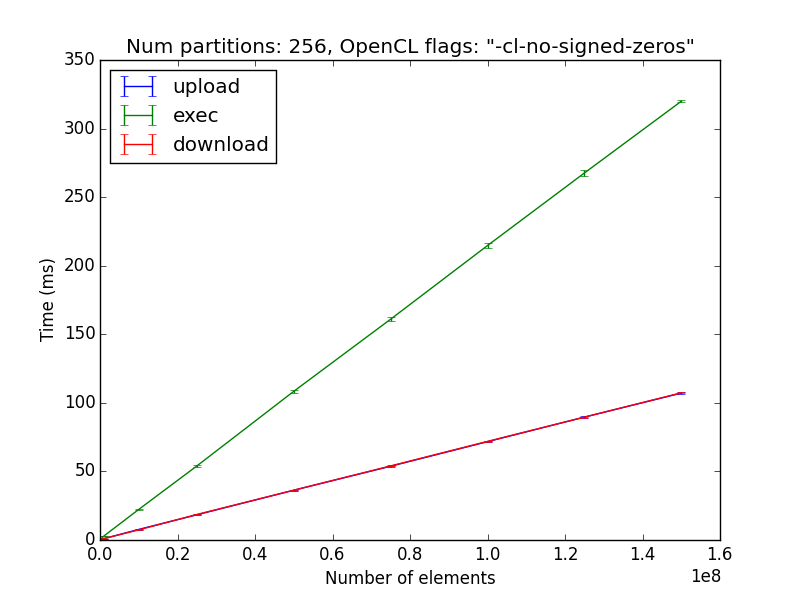 Num partitions: 256, OpenCL flags: "-cl-no-signed-zeros"
350
300
250
200
150
100
50
0
upload
exec
download
Time (ms)
0.0 0.2 0.4 0.6 0.8 1.0 1.2 1.4 1.6
1e8
Number of elements